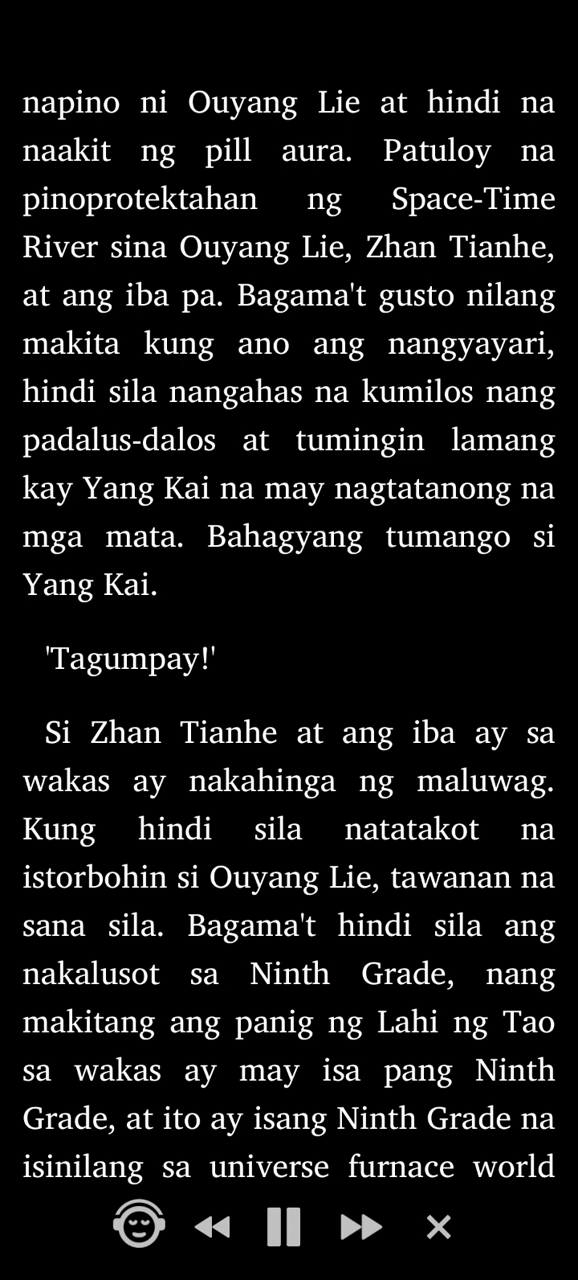 napino ni Ouyang Lie at hindi na
naakit ng pill aura. Patuloy na
pinoprotektahan ng Space-Time
River sina Ouyang Lie, Zhan Tianhe,
at ang iba pa. Bagama't gusto nilang
makita kung ano ang nangyayari,
hindi sila nangahas na kumilos nang
padalus-dalos at tumingin lamang
kay Yang Kai na may nagtatanong na
mga mata. Bahagyang tumango si
Yang Kai.
'Tagumpay!'
Si Zhan Tianhe at ang iba ay sa
wakas ay nakahinga ng maluwag.
Kung hindi sila natatakot na
istorbohin si Ouyang Lie, tawanan na
sana sila. Bagama't hindi sila ang
nakalusot sa Ninth Grade, nang
makitang ang panig ng Lahi ng Tao
sa wakas ay may isa pang Ninth
Grade, at ito ay isang Ninth Grade na
isinilang sa universe furnace world